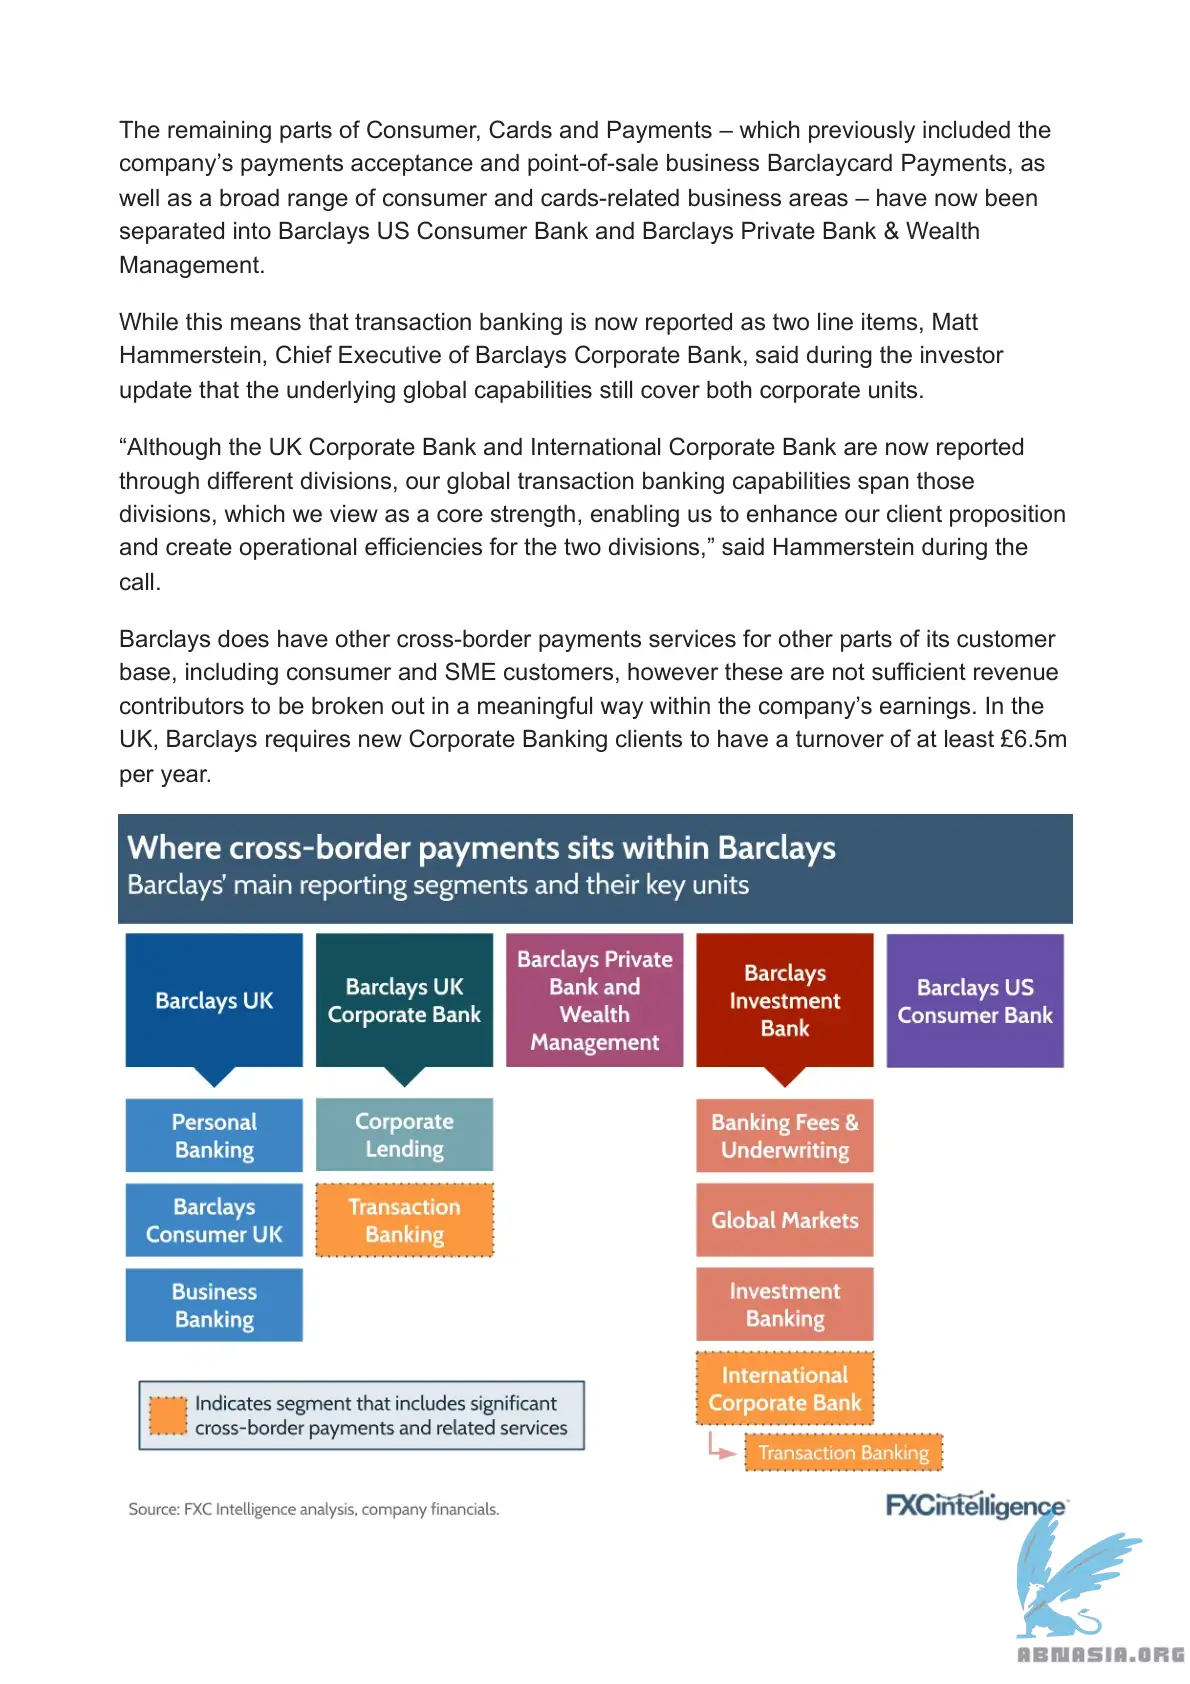 The remaining parts of Consumer, Cards and Payments – which previously included the
company’s payments acceptance and point-of-sale business Barclaycard Payments, as
well as a broad range of consumer and cards-related business areas – have now been
separated into Barclays US Consumer Bank and Barclays Private Bank & Wealth
Management.
While this means that transaction banking is now reported as two line items, Matt
Hammerstein, Chief Executive of Barclays Corporate Bank, said during the investor
update that the underlying global capabilities still cover both corporate units.
“Although the UK Corporate Bank and International Corporate Bank are now reported
through different divisions, our global transaction banking capabilities span those
divisions, which we view as a core strength, enabling us to enhance our client proposition
and create operational efficiencies for the two divisions,” said Hammerstein during the
call.
Barclays does have other cross-border payments services for other parts of its customer
base, including consumer and SME customers, however these are not sufficient revenue
contributors to be broken out in a meaningful way within the company’s earnings. In the
UK, Barclays requires new Corporate Banking clients to have a turnover of at least £6.5m
per year.
Where cross-border payments sits within Barclays
Barclays’ main reporting segments and their key units
Barclays UK
Personal
Banking
Barclays
Consumer UK
Business
Banking
Barclays UK
Corporate Bank
Corporate
Lending
Transaction
Banking
Barclays Private
Bank and
Wealth
Management
Barclays
Investment
Bank
Banking Fees &
Underwriting
Global Markets
Investment
Banking
International
Corporate Bank
Transaction Banking
Barclays US
Consumer Bank
Indicates segment that includes significant
cross-border payments and related services
Source: FXC Intelligence analysis, company financials.
FXCintelligence
ABNASIA.ORG